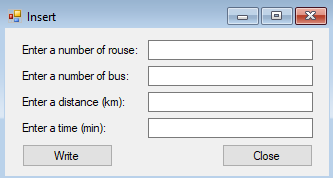 Insert
Enter a number of rouse:
Enter a number of bus:
Enter a distance (km):
Enter a time (min):
Write Close